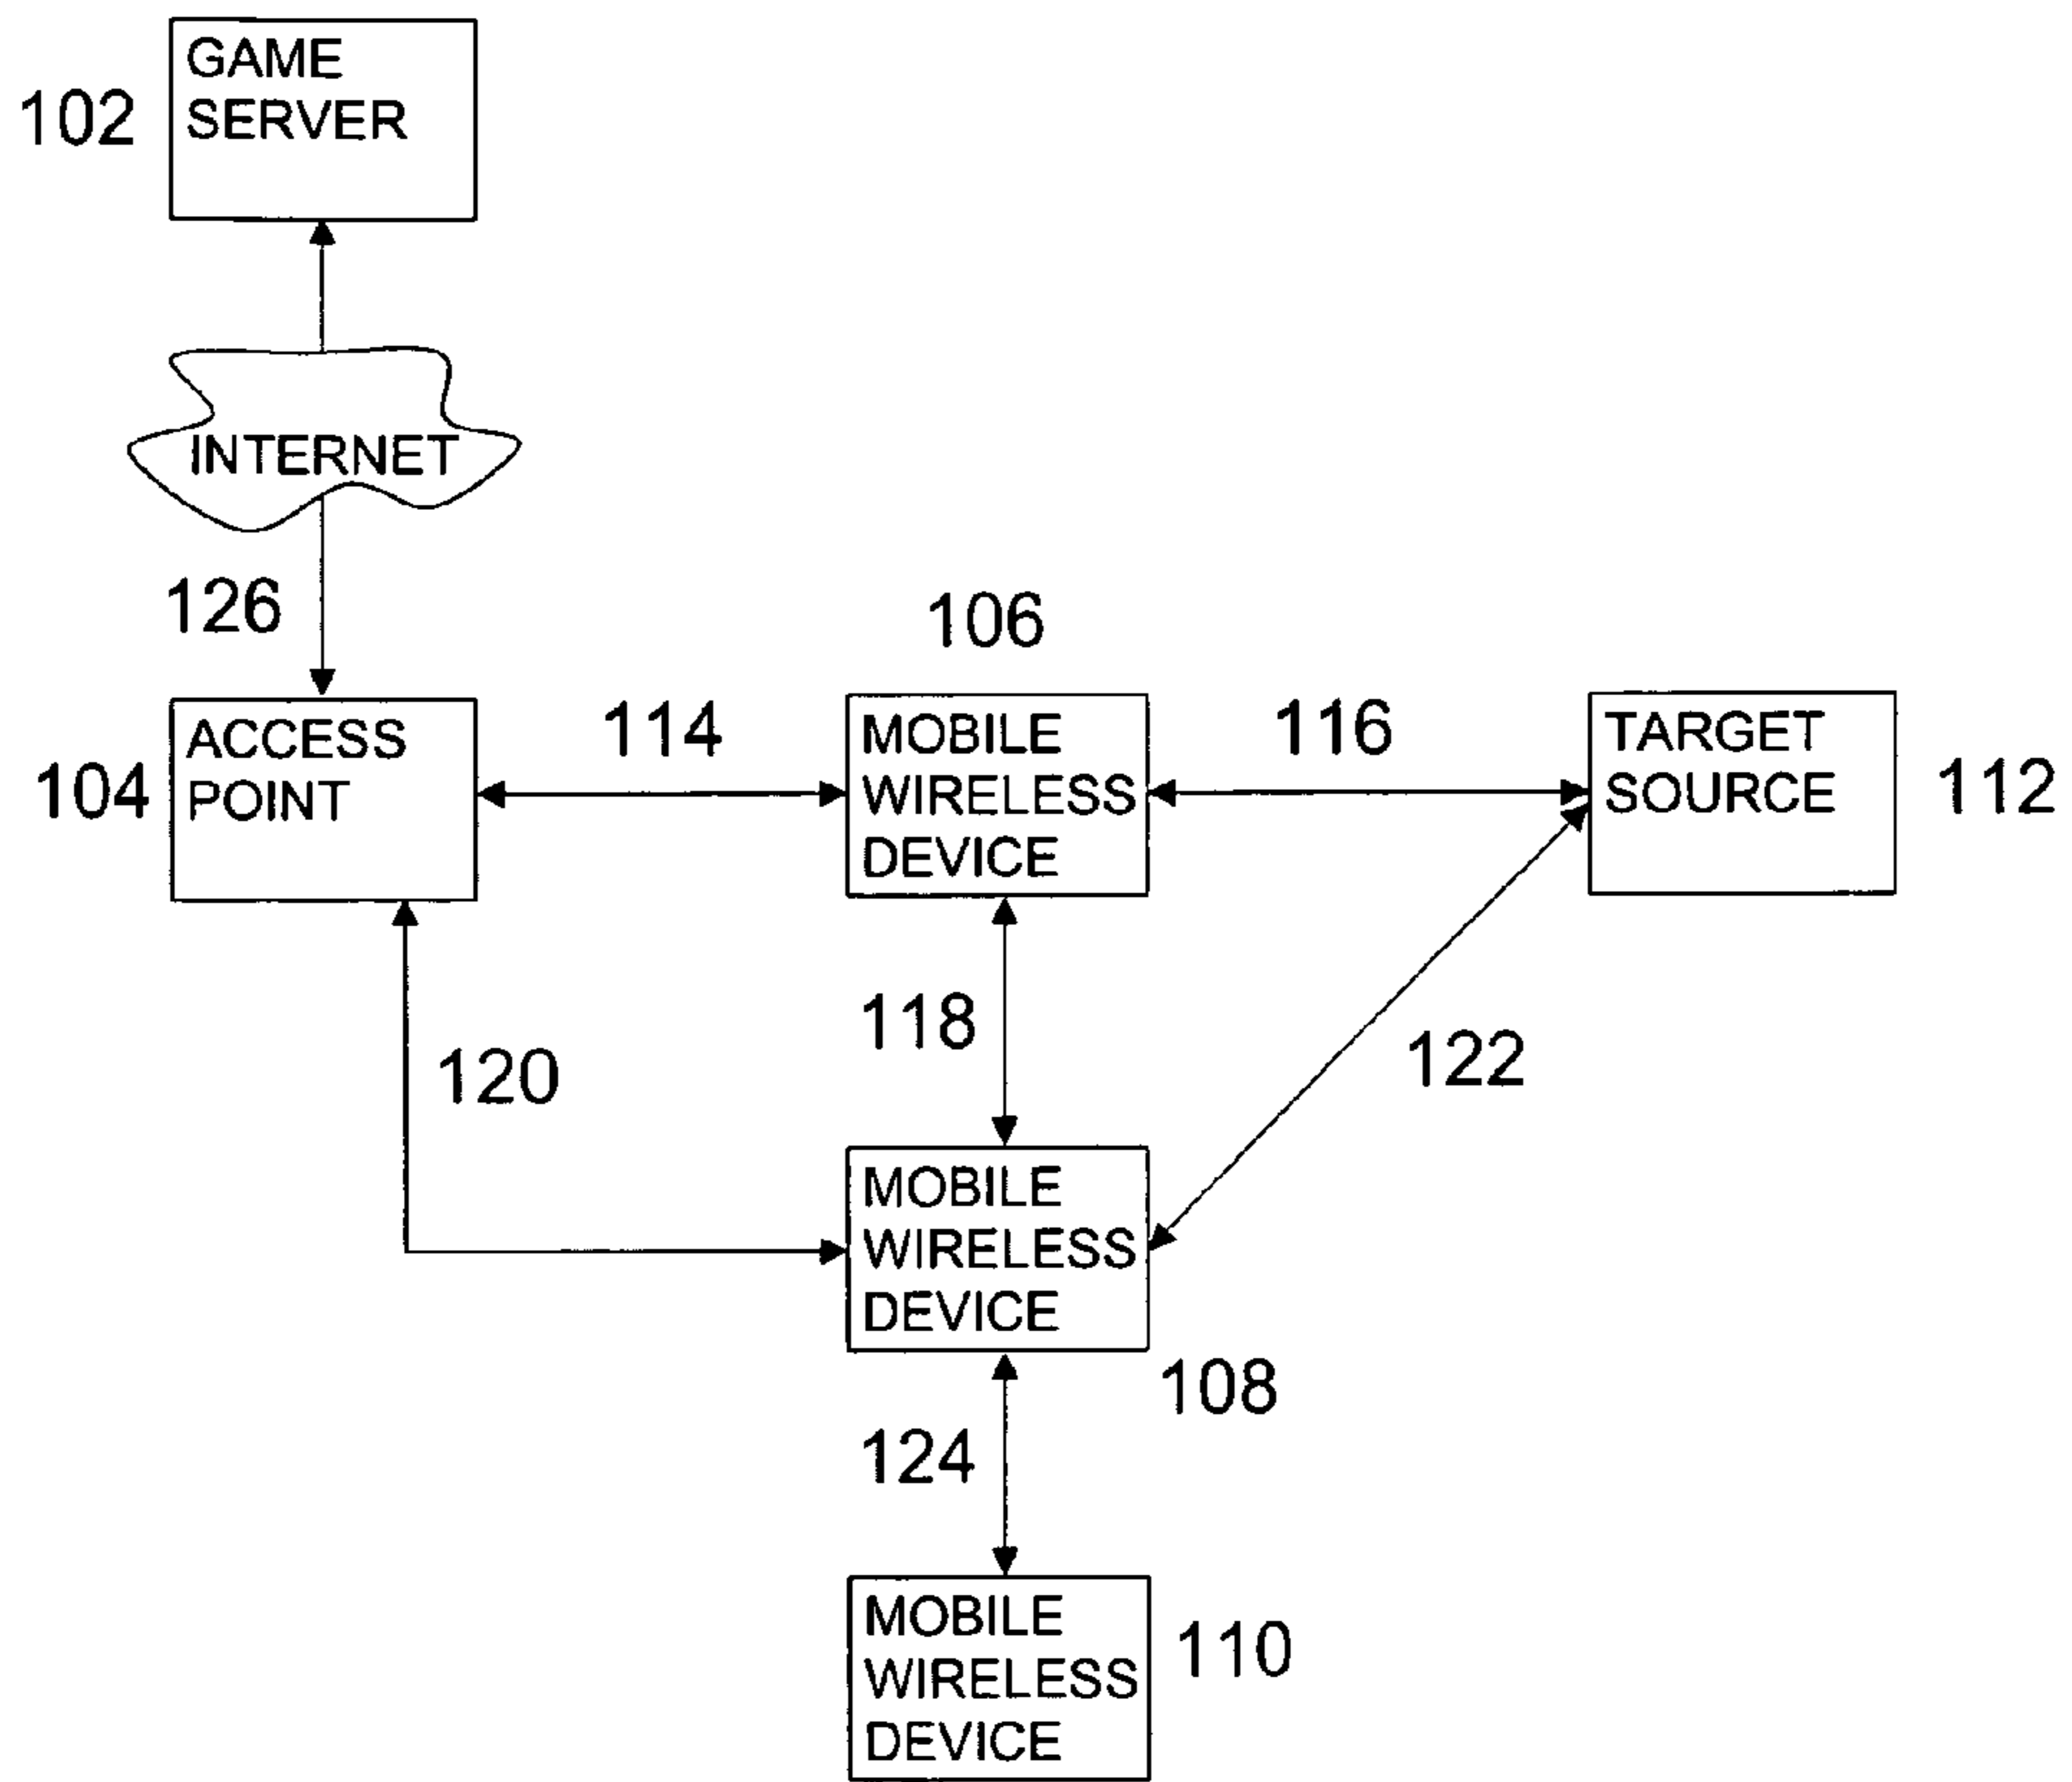 GAME
SERVER
102
INTERNET
126
106
ACCESS
POINT
104
114
MOBILE
WIRELESS
DEVICE
116
TARGET
SOURCE
112
118
120
122
MOBILE
WIRELESS
DEVICE
108
124
MOBILE
WIRELESS
DEVICE
110